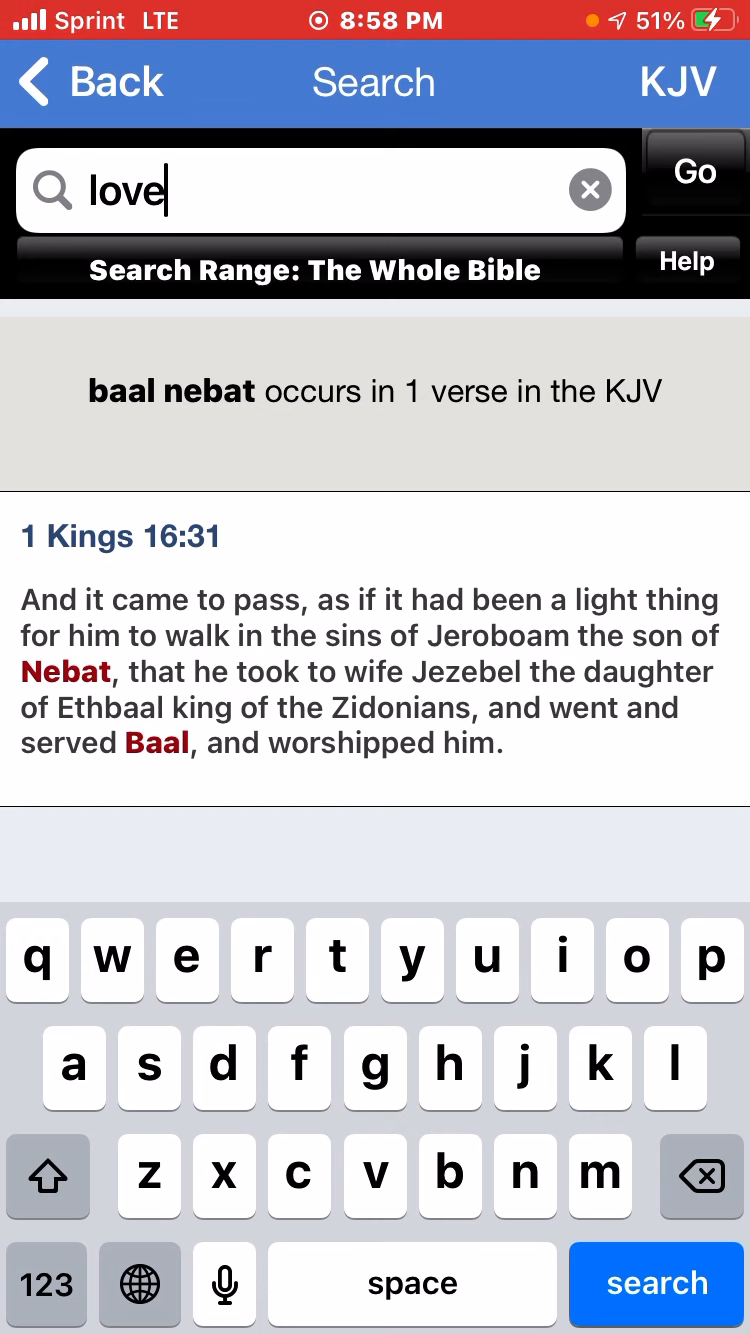 Sprint LTE 8:58 PM 51%
Back Search KJV
love
Go
Search Range: The Whole Bible
Help
baal nebat occurs in 1 verse in the KJV
1 Kings 16:31
And it came to pass, as if it had been a light thing
for him to walk in the sins of Jeroboam the son of
Nebat, that he took to wife Jezebel the daughter
of Ethbaal king of the Zidonians, and went and
served Baal, and worshipped him.
q w e r t y u i o p
a s d f g h j k l
z x c v b n m
123 space search